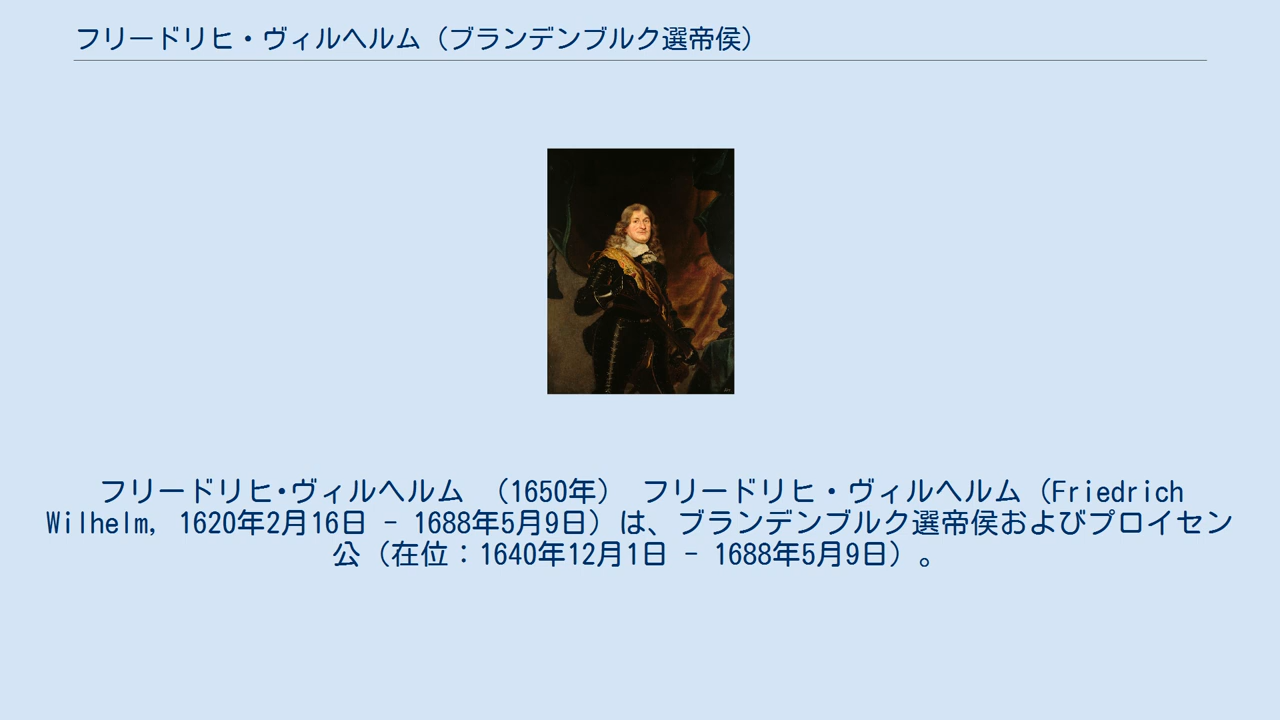 フリードリヒ・ヴィルヘルム（ブランデンブルク選帝侯）
フリードリヒ･ヴィルヘルム （1650年） フリードリヒ・ヴィルヘルム（Friedrich
Wilhelm, 1620年2月16日 - 1688年5月9日）は、ブランデンブルク選帝侯およびプロイセン
公（在位：1640年12月1日 - 1688年5月9日）。